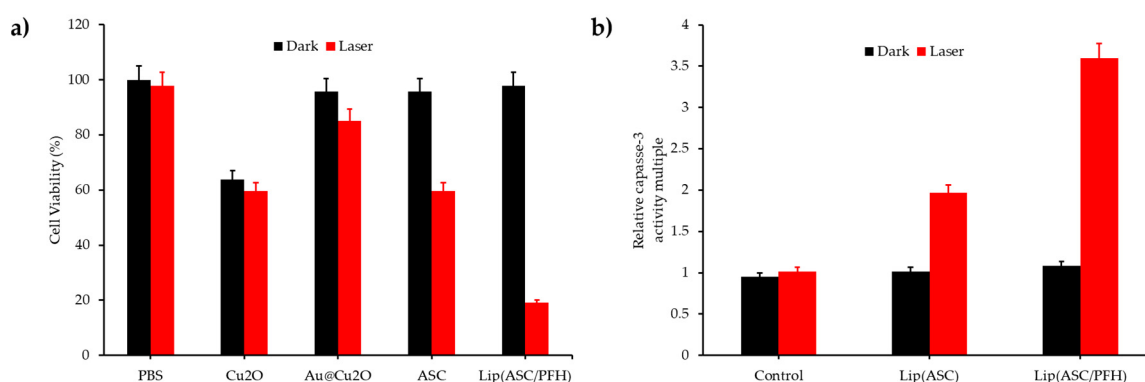 a)
120
100
80
60
40
20
0
Cell Viability (%)
Dark Laser
PBS Cu2O Au@Cu2O ASC Lip(ASC/PFH)
b)
4
3.5
3
2.5
2
1.5
1
0.5
0
Relative capasse-3
activity multiple
Dark Laser
Control Lip(ASC) Lip(ASC/PFH)